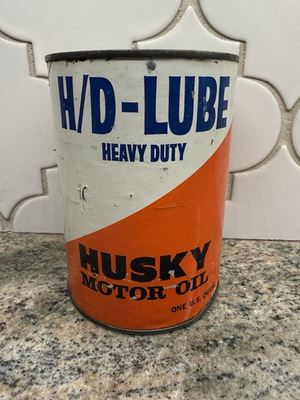 H/D-LUBE
HEAVY DUTY
HUSKY
MOTOR OIL
ONE U.S.